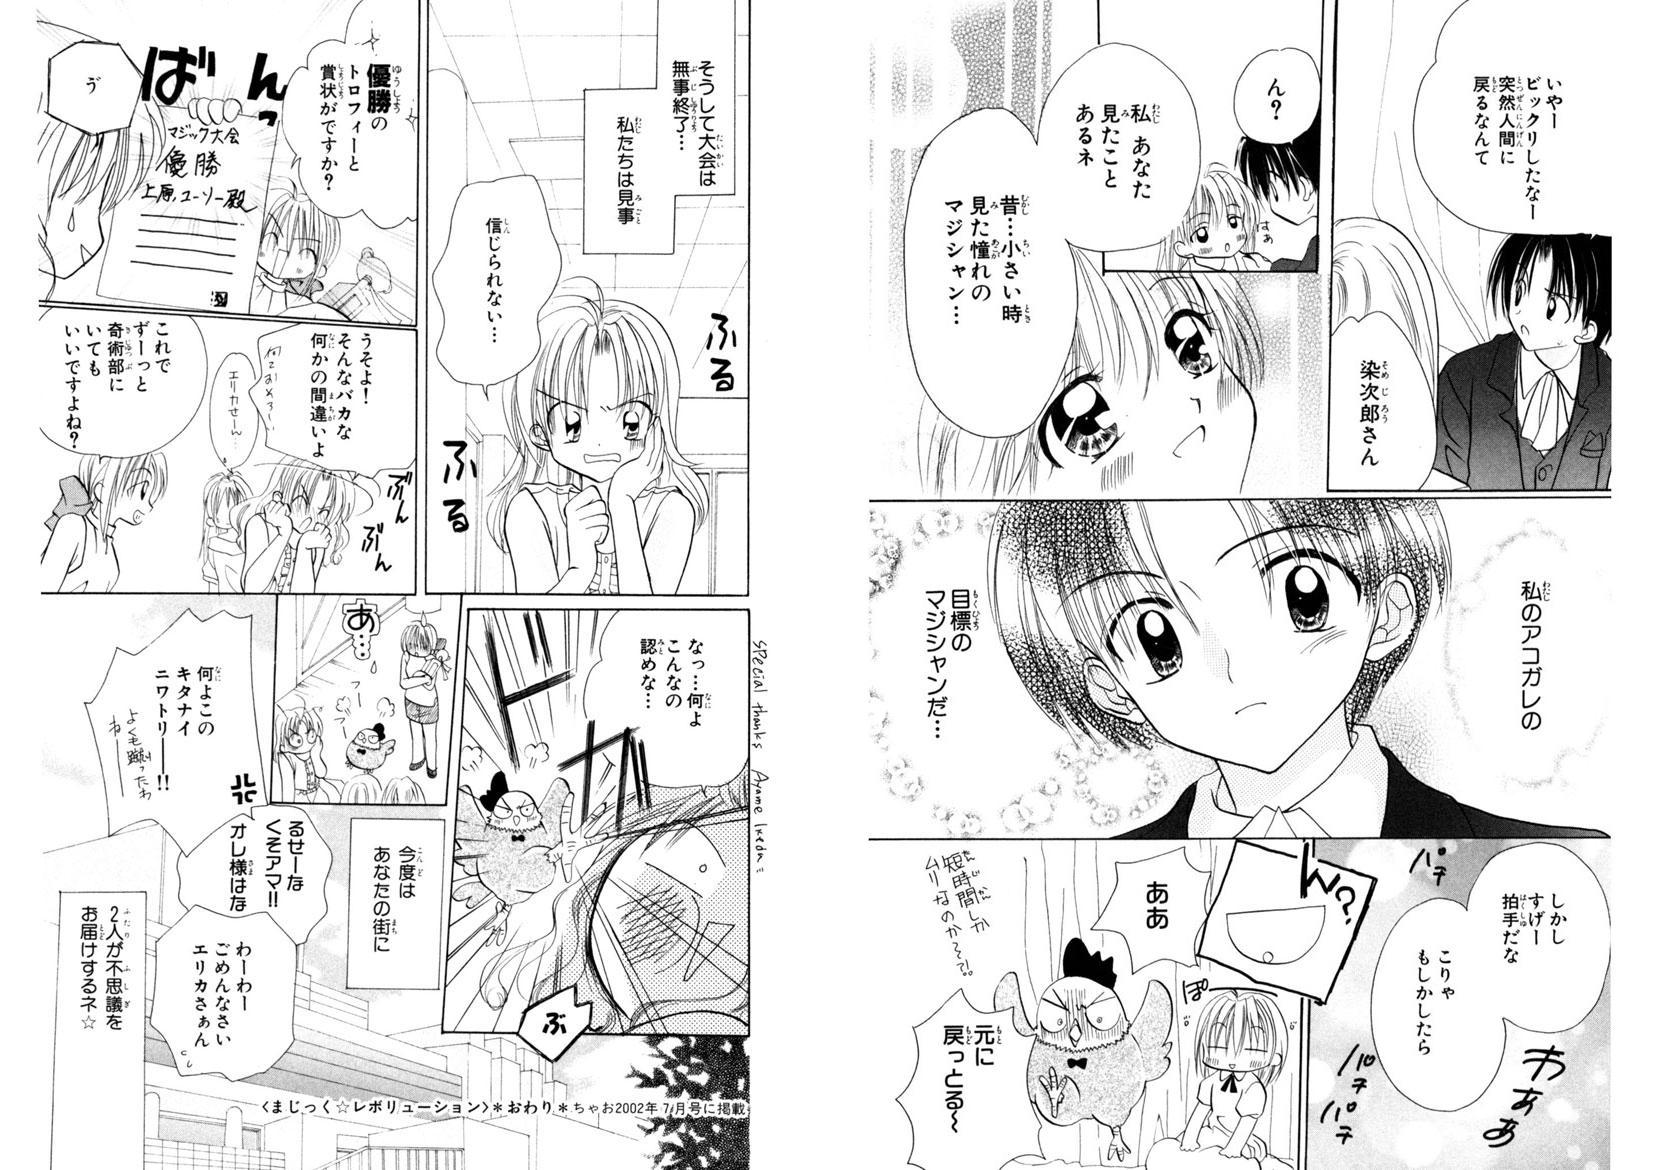 いやー
ビックリしたなー
突然人間に
戻るなんて
染次郎さん
ん?
はあ
私 あなた
見たこと
あるネ
昔…小さい時
見た憧れの
マジシャン…
私のアコガレの
目標の
マジシャンだ…
しかし
すげー
拍手だな
こりゃ
もしかしたら
パチ
パチ
パチ
わあああ
ん?
ぽ
ああ
短時間しか
ムリなのか〜〜?!
元に
戻っとる〜
そうして大会は
無事終了…
私たちは見事
信じられない…
ふる
ふる
優勝の
トロフィーと
賞状がですか?
ばんっ
ゔ
マジック大会
優勝
上原、ユーソー殿
うそよ!
そんなバカな
何かの間違いよ
エリカせんー
ぶん
ぶーん
これで
ずーっと
奇術部に
いても
いいですよね?
なっ…何よ
こんなの
認めな…
ぶ
Special thanks Ayame Ikeda
あ…
何よこの
キタナイ
ニワトリ――!!
よくも蹴ったわ
ねー
るせーな
くそアマ!!
オレ様はな
わーわー
ごめんなさい
エリカさぁん
今度は
あなたの街に
2人が不思議を
お届けするネ☆
〈まじっく☆レボリューション〉＊おわり＊ちゃお2002年7月号に掲載